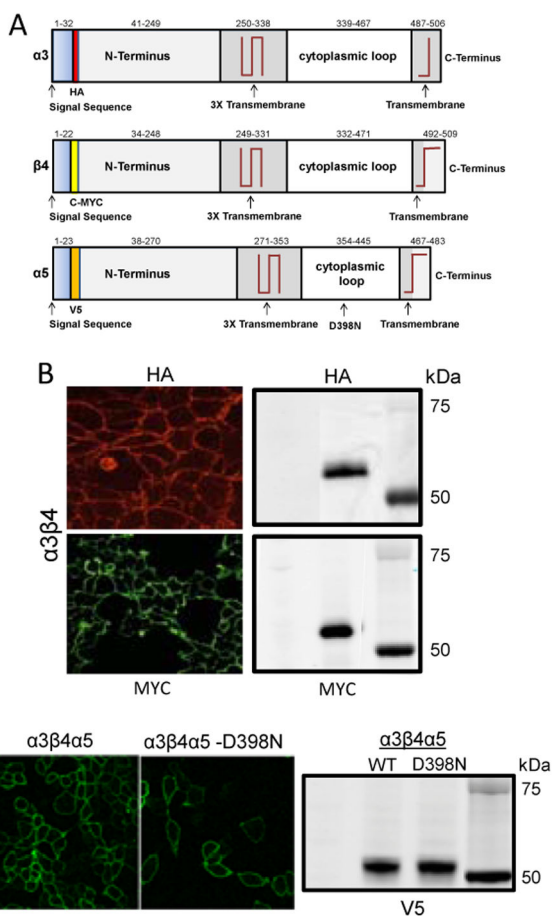 A
1-32 41-249 250-338 339-467 487-506
α3 N-Terminus cytoplasmic loop C-Terminus
HA
Signal Sequence 3X Transmembrane Transmembrane
1-22 34-248 249-331 332-471 492-509
β4 N-Terminus cytoplasmic loop C-Terminus
C-MYC
Signal Sequence 3X Transmembrane Transmembrane
1-23 38-270 271-353 354-445 467-483
α5 N-Terminus cytoplasmic
loop C-Terminus
V5
Signal Sequence 3X Transmembrane D398N Transmembrane
B
HA HA kDa
75
50
α3β4
75
50
MYC MYC
α3β4α5 α3β4α5 -D398N α3β4α5
WT D398N kDa
75
50
V5